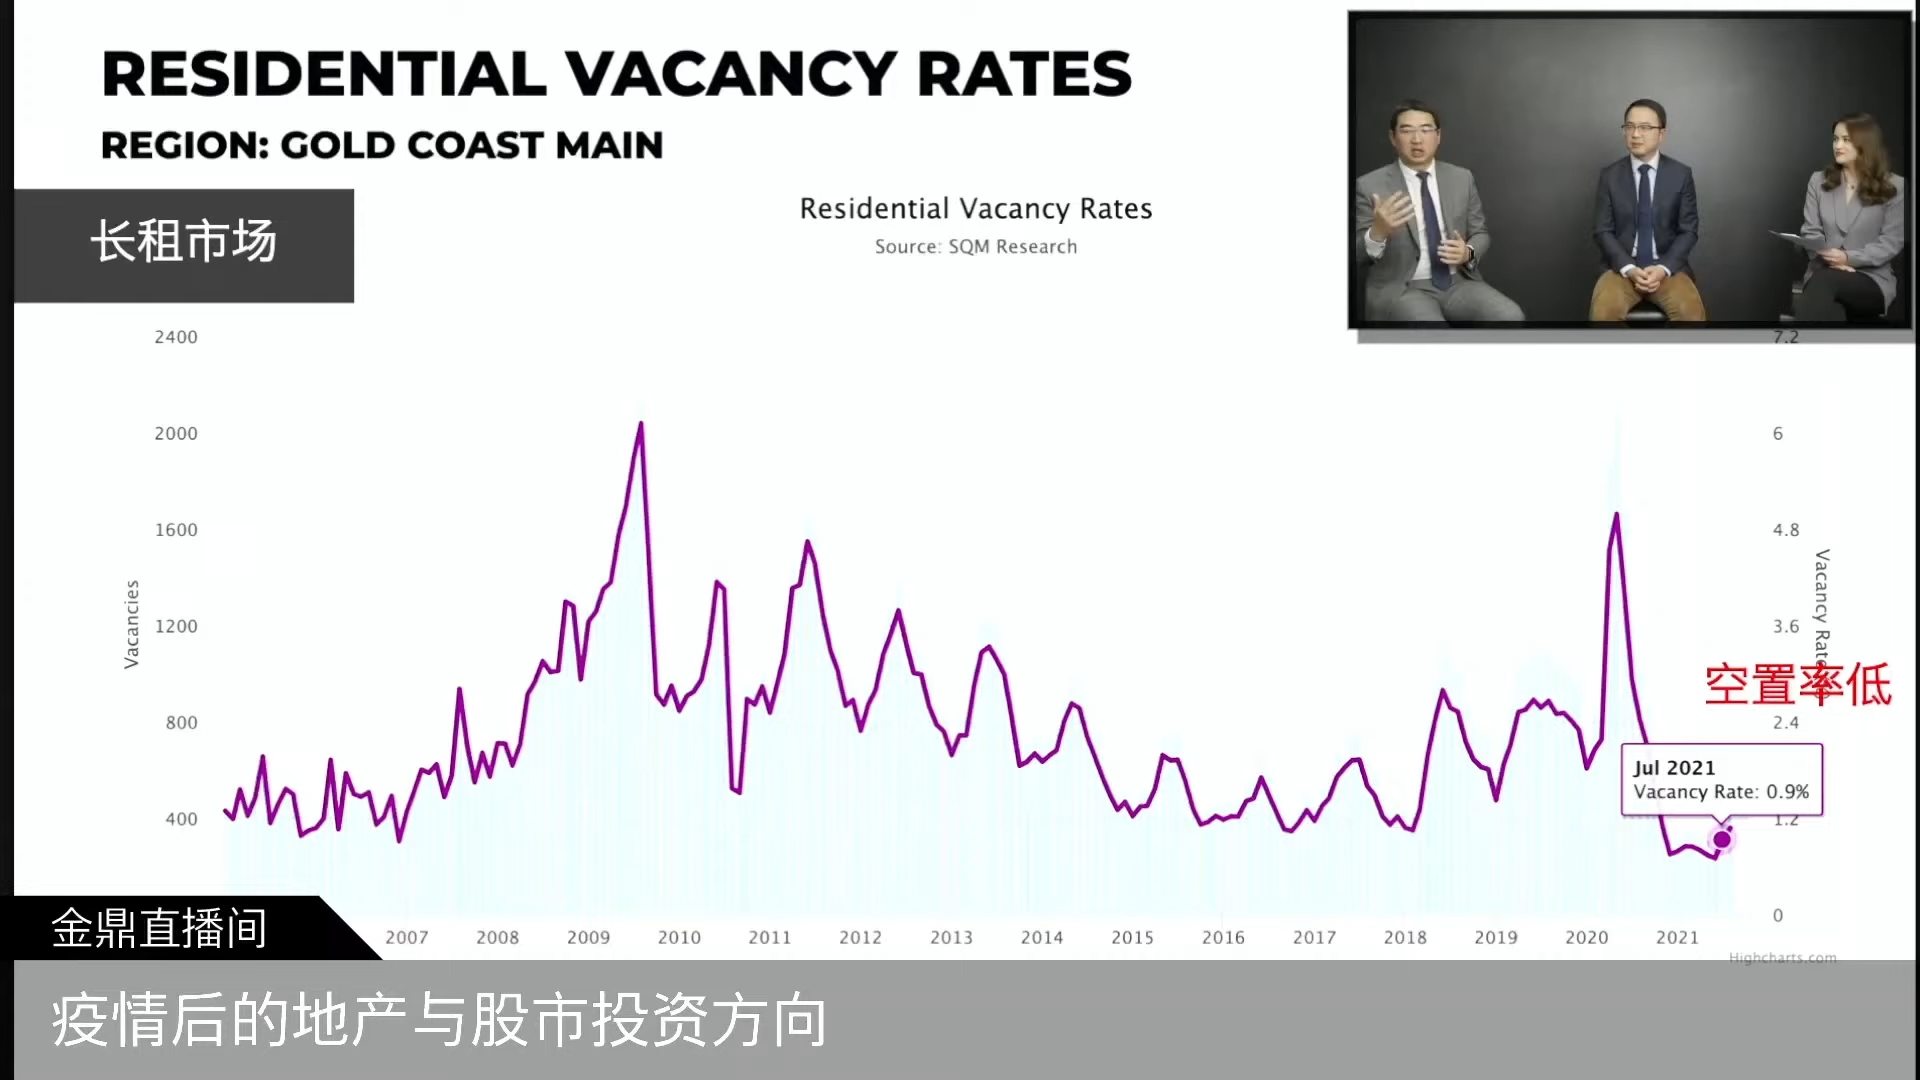 RESIDENTIAL VACANCY RATES
REGION: GOLD COAST MAIN
长租市场
Residential Vacancy Rates
Source: SQM Research
2400
2000
1600
1200
800
400
Vacancies
7.2
6
4.8
3.6
2.4
1.2
0
空置率低
Jul 2021
Vacancy Rate: 0.9%
2007 2008 2009 2010 2011 2012 2013 2014 2015 2016 2017 2018 2019 2020 2021
Highcharts.com
金鼎直播间
疫情后的地产与股市投资方向